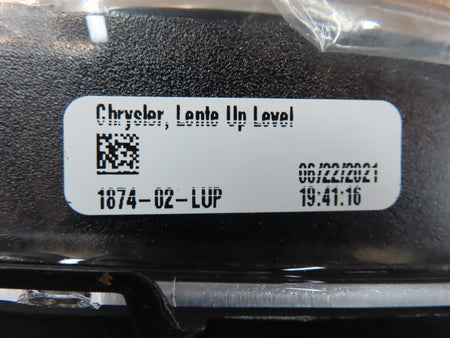 Chrysler, Lente Up Level
06/22/2021
1874-02-LUP 19:41:16